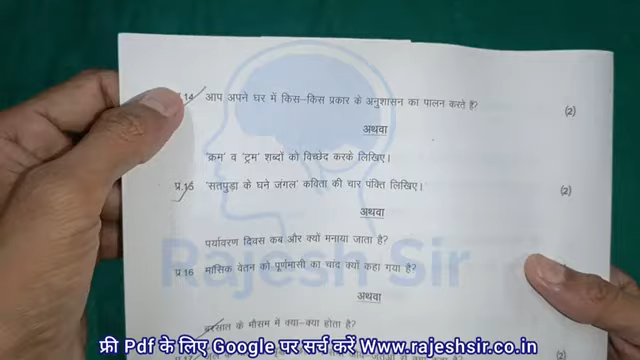 प्र.14 आप अपने घर में किस-किस प्रकार के अनुशासन का पालन करते है? (2)
अथवा
'क्रम' व 'ट्रम' शब्दों को विच्छेद करके लिखिए।
प्र.15 'सतपुड़ा के घने जंगल' कविता की चार पंक्ति लिखिए। (2)
अथवा
पर्यावरण दिवस कब और क्यों मनाया जाता है?
प्र.16 मासिक वेतन को पूर्णमासी का चांद क्यों कहा गया है?
अथवा
बरसात के मौसम में क्या-क्या होता है?
Rajesh Sir
फ्री Pdf के लिए Google पर सर्च करें Www.rajeshsir.co.in